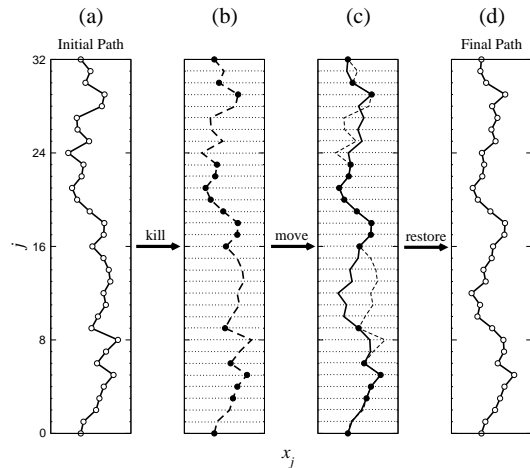 (a) (b) (c) (d)
Initial Path Final Path
32
24
j
16
kill move restore
8
0
x_j